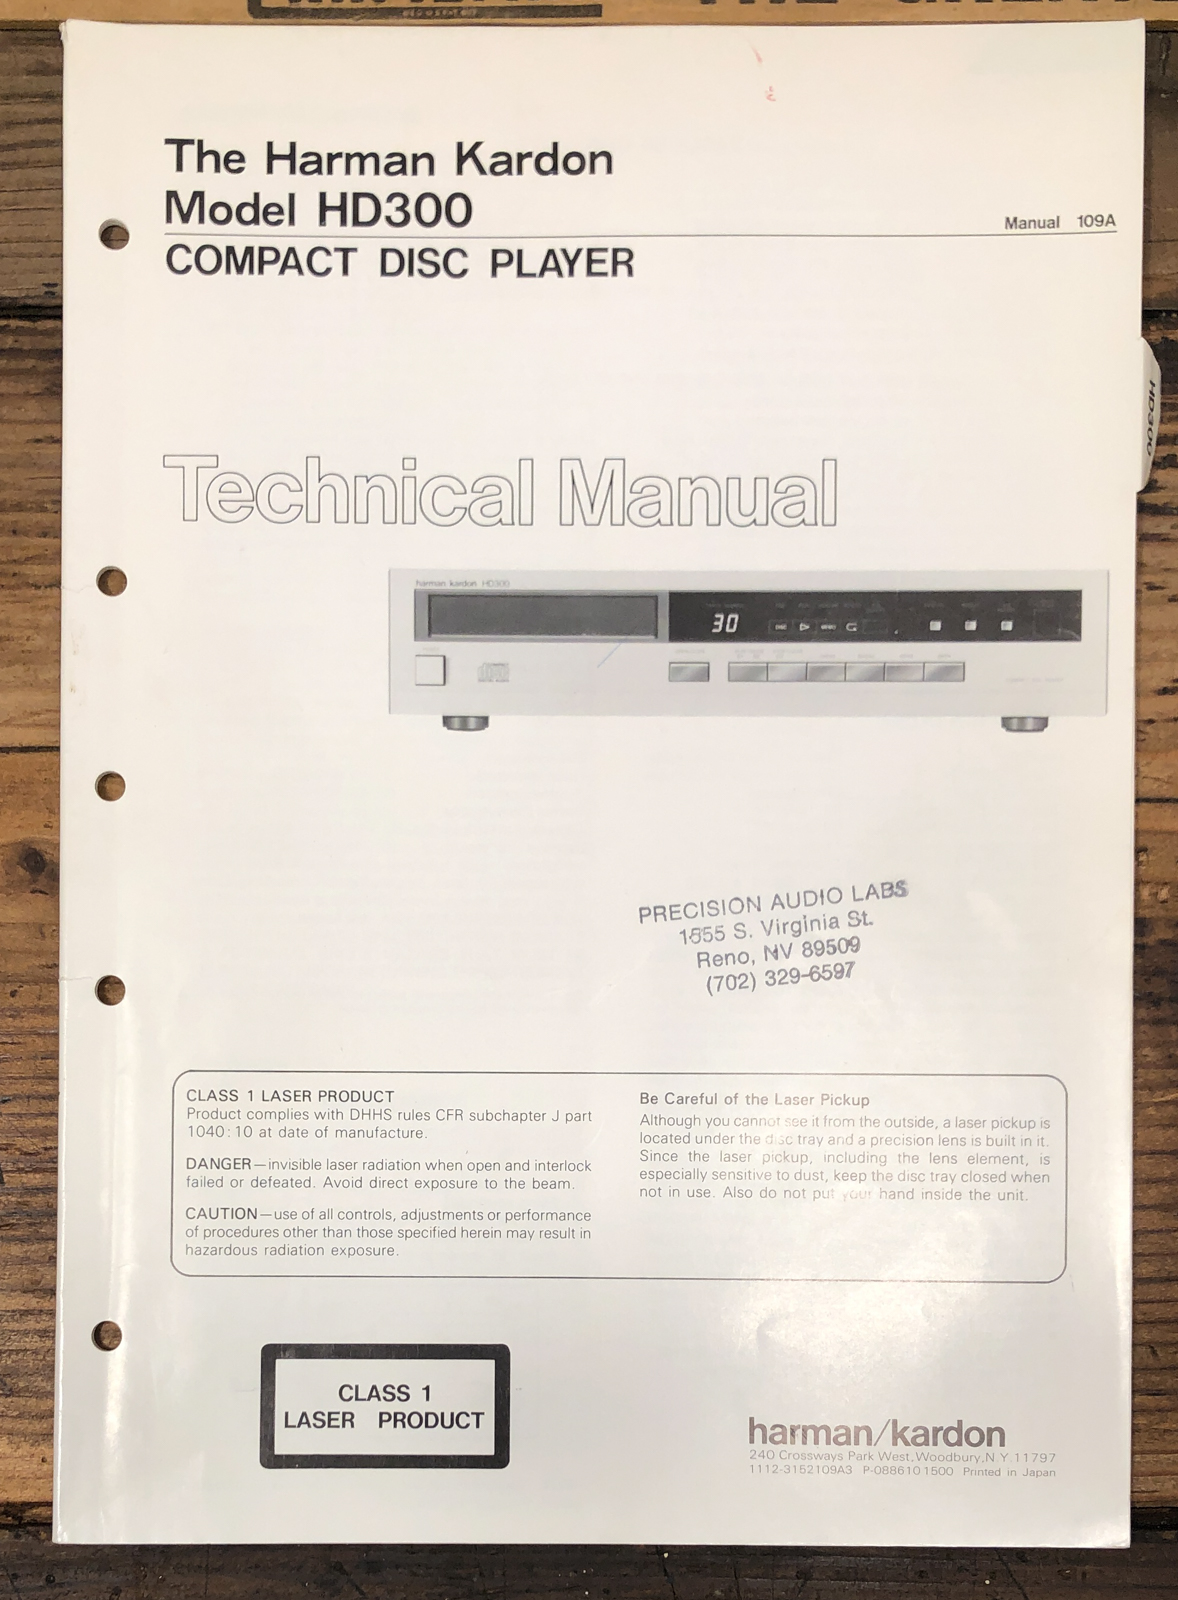 The Harman Kardon
Model HD300
Manual 109A
COMPACT DISC PLAYER
HD300
Technical Manual
harman kardon HD300
30
PRECISION AUDIO LABS
1555 S. Virginia St.
Reno, NV 89509
(702) 329-6597
CLASS 1 LASER PRODUCT
Product complies with DHHS rules CFR subchapter J part
1040:10 at date of manufacture.
DANGER—invisible laser radiation when open and interlock
failed or defeated. Avoid direct exposure to the beam.
CAUTION—use of all controls, adjustments or performance
of procedures other than those specified herein may result in
hazardous radiation exposure.
Be Careful of the Laser Pickup
Although you cannot see it from the outside, a laser pickup is
located under the disc tray and a precision lens is built in it.
Since the laser pickup, including the lens element, is
especially sensitive to dust, keep the disc tray closed when
not in use. Also do not put your hand inside the unit.
CLASS 1
LASER PRODUCT
harman/kardon
240 Crossways Park West, Woodbury, N.Y. 11797
1112-3152109A3 P-0886101500 Printed in Japan